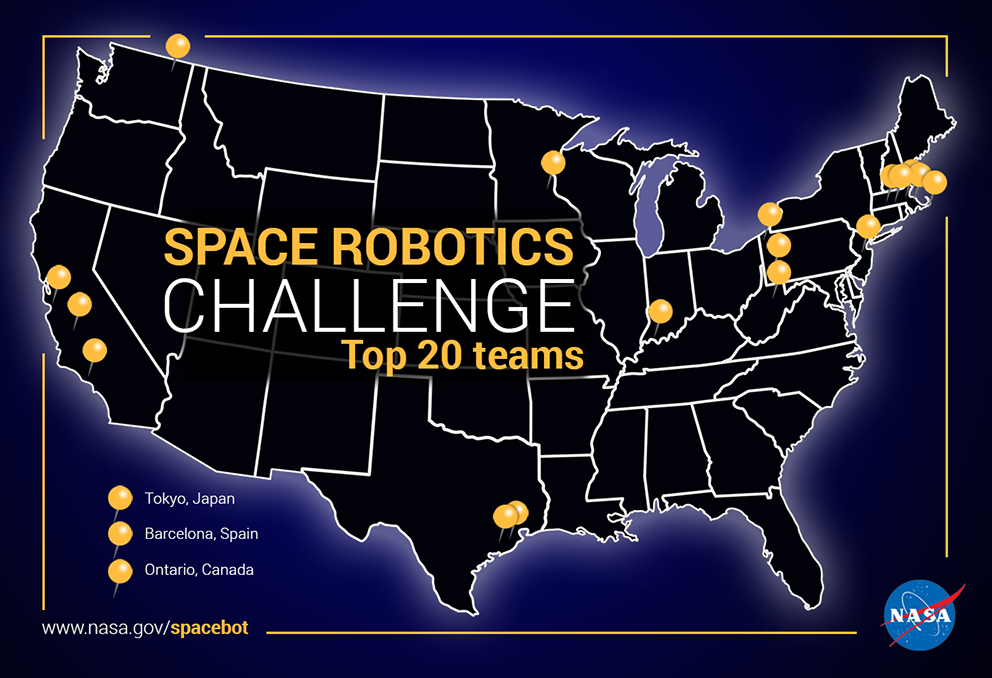 SPACE ROBOTICS
CHALLENGE
Top 20 teams
Tokyo, Japan
Barcelona, Spain
Ontario, Canada
www.nasa.gov/spacebot
NASA